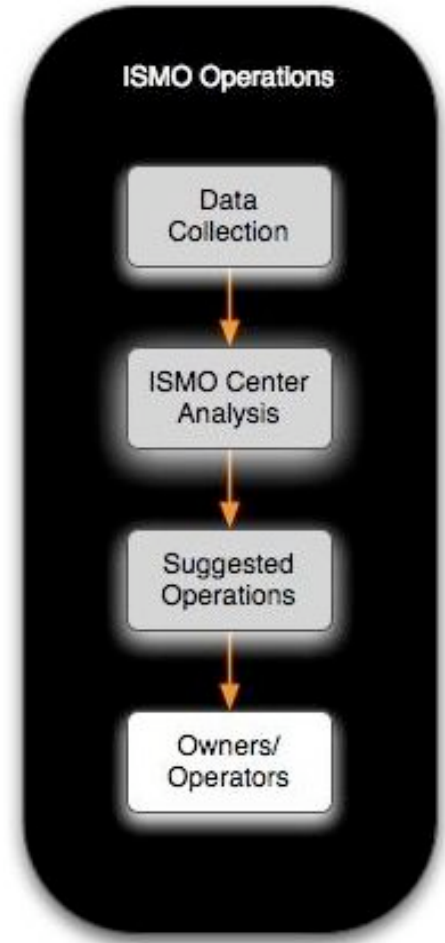 ISMO Operations
Data
Collection
ISMO Center
Analysis
Suggested
Operations
Owners/
Operators